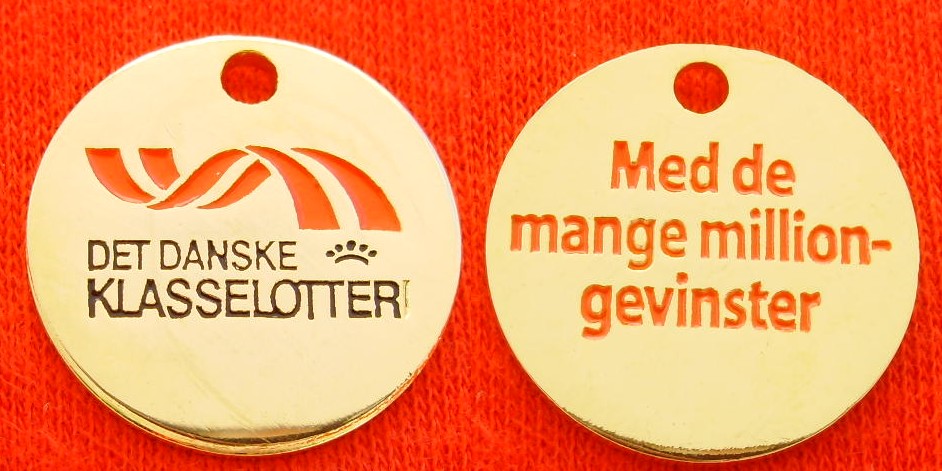 DET DANSKE
KLASSELOTTERI
Med de
mange million-
gevinster